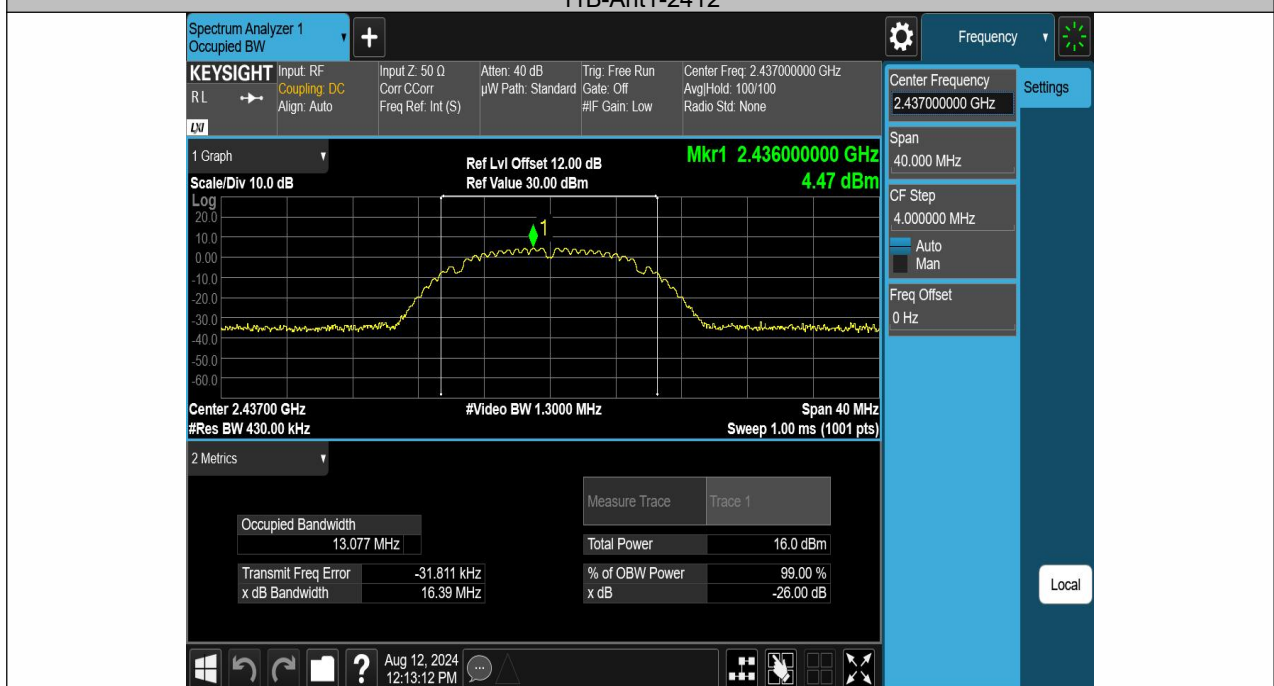 11B-Ant1-2412
Spectrum Analyzer 1
Occupied BW
+
Frequency
KEYSIGHT
RL
LXI
Input: RF
Coupling: DC
Align: Auto
Input Z: 50 Ω
Corr CCorr
Freq Ref: Int (S)
Atten: 40 dB
µW Path: Standard
Trig: Free Run
Gate: Off
#IF Gain: Low
Center Freq: 2.437000000 GHz
Avg|Hold: 100/100
Radio Std: None
Center Frequency
2.437000000 GHz
Settings
Span
40.000 MHz
CF Step
4.000000 MHz
Auto
Man
Freq Offset
0 Hz
Local
1 Graph
Scale/Div 10.0 dB
Ref Lvl Offset 12.00 dB
Ref Value 30.00 dBm
Mkr1 2.436000000 GHz
4.47 dBm
Log
20.0
10.0
0.00
-10.0
-20.0
-30.0
-40.0
-50.0
-60.0
1
Center 2.43700 GHz
#Video BW 1.3000 MHz
Span 40 MHz
#Res BW 430.00 kHz
Sweep 1.00 ms (1001 pts)
2 Metrics
Measure Trace
Trace 1
Occupied Bandwidth
13.077 MHz
Total Power
16.0 dBm
Transmit Freq Error
-31.811 kHz
% of OBW Power
99.00 %
x dB Bandwidth
16.39 MHz
x dB
-26.00 dB
?
Aug 12, 2024
12:13:12 PM